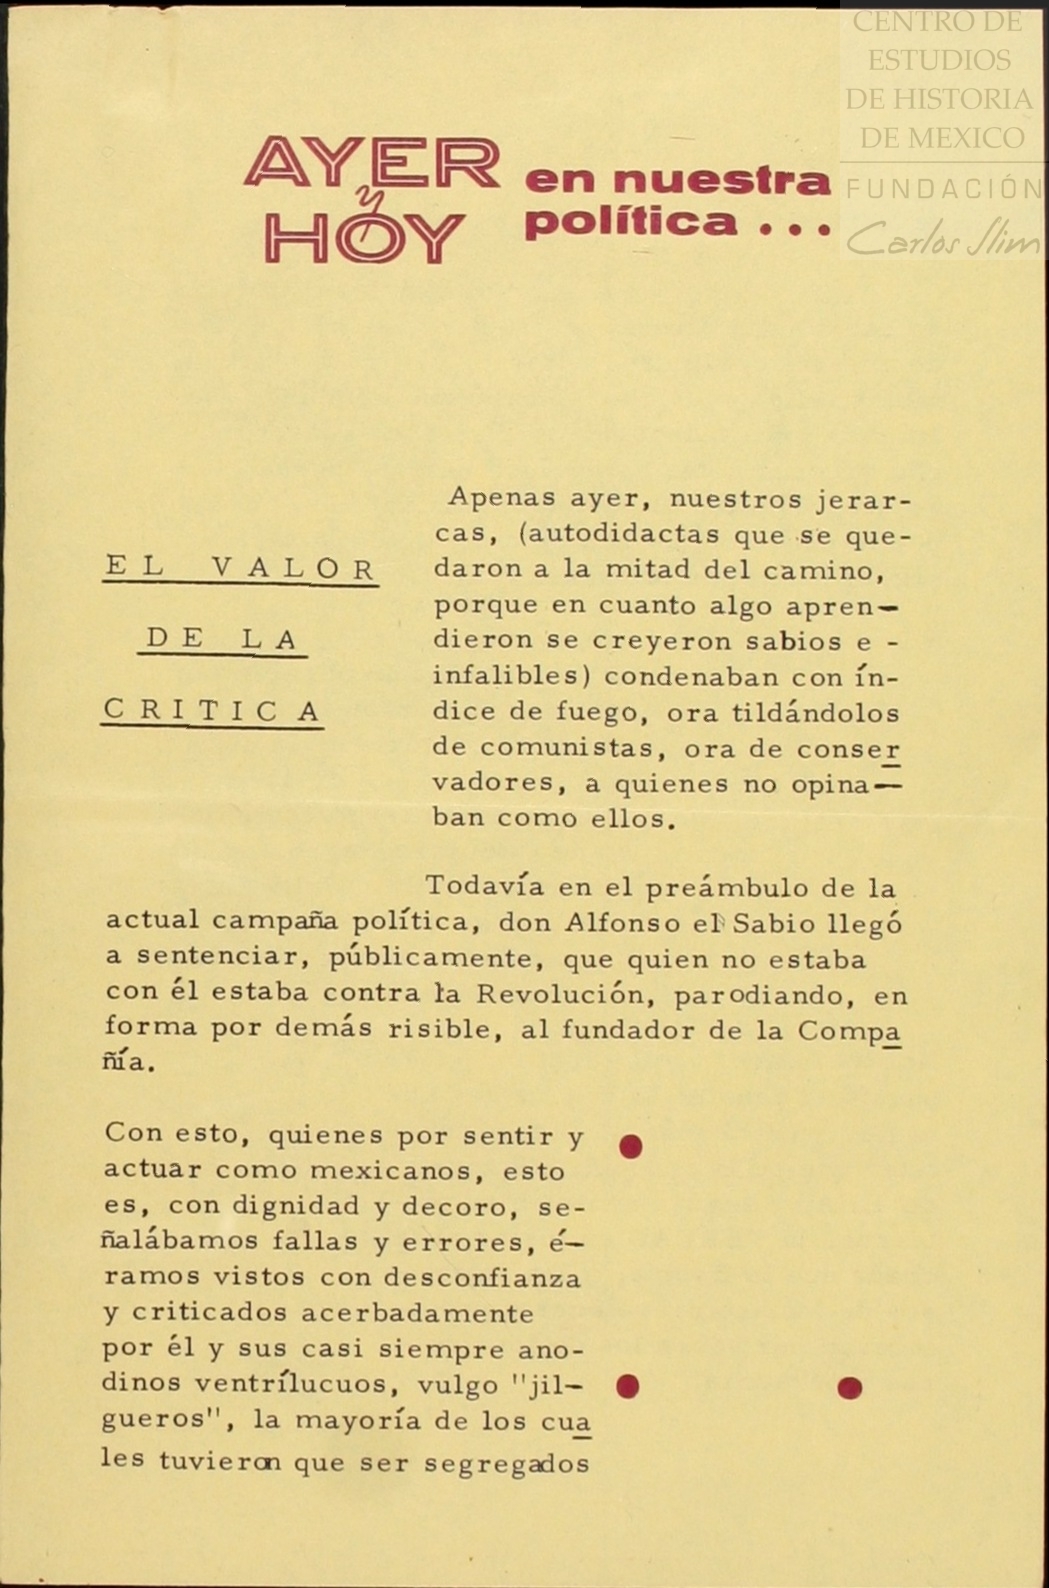 CENTRO DE
ESTUDIOS
DE HISTORIA
DE MEXICO
FUNDACIÓN
Carlos Slim
AYER
y
HOY
en nuestra
política . . .
EL VALOR
DE LA
CRITICA
Apenas ayer, nuestros jerar-
cas, (autodidactas que se que-
daron a la mitad del camino,
porque en cuanto algo apren-
dieron se creyeron sabios e -
infalibles) condenaban con ín-
dice de fuego, ora tildándolos
de comunistas, ora de conser
vadores, a quienes no opina-
ban como ellos.
Todavía en el preámbulo de la
actual campaña política, don Alfonso el Sabio llegó
a sentenciar, públicamente, que quien no estaba
con él estaba contra la Revolución, parodiando, en
forma por demás risible, al fundador de la Compa
ñía.
Con esto, quienes por sentir y
actuar como mexicanos, esto
es, con dignidad y decoro, se-
ñalábamos fallas y errores, é-
ramos vistos con desconfianza
y criticados acerbadamente
por él y sus casi siempre ano-
dinos ventrílucuos, vulgo "jil-
gueros", la mayoría de los cua
les tuvieron que ser segregados